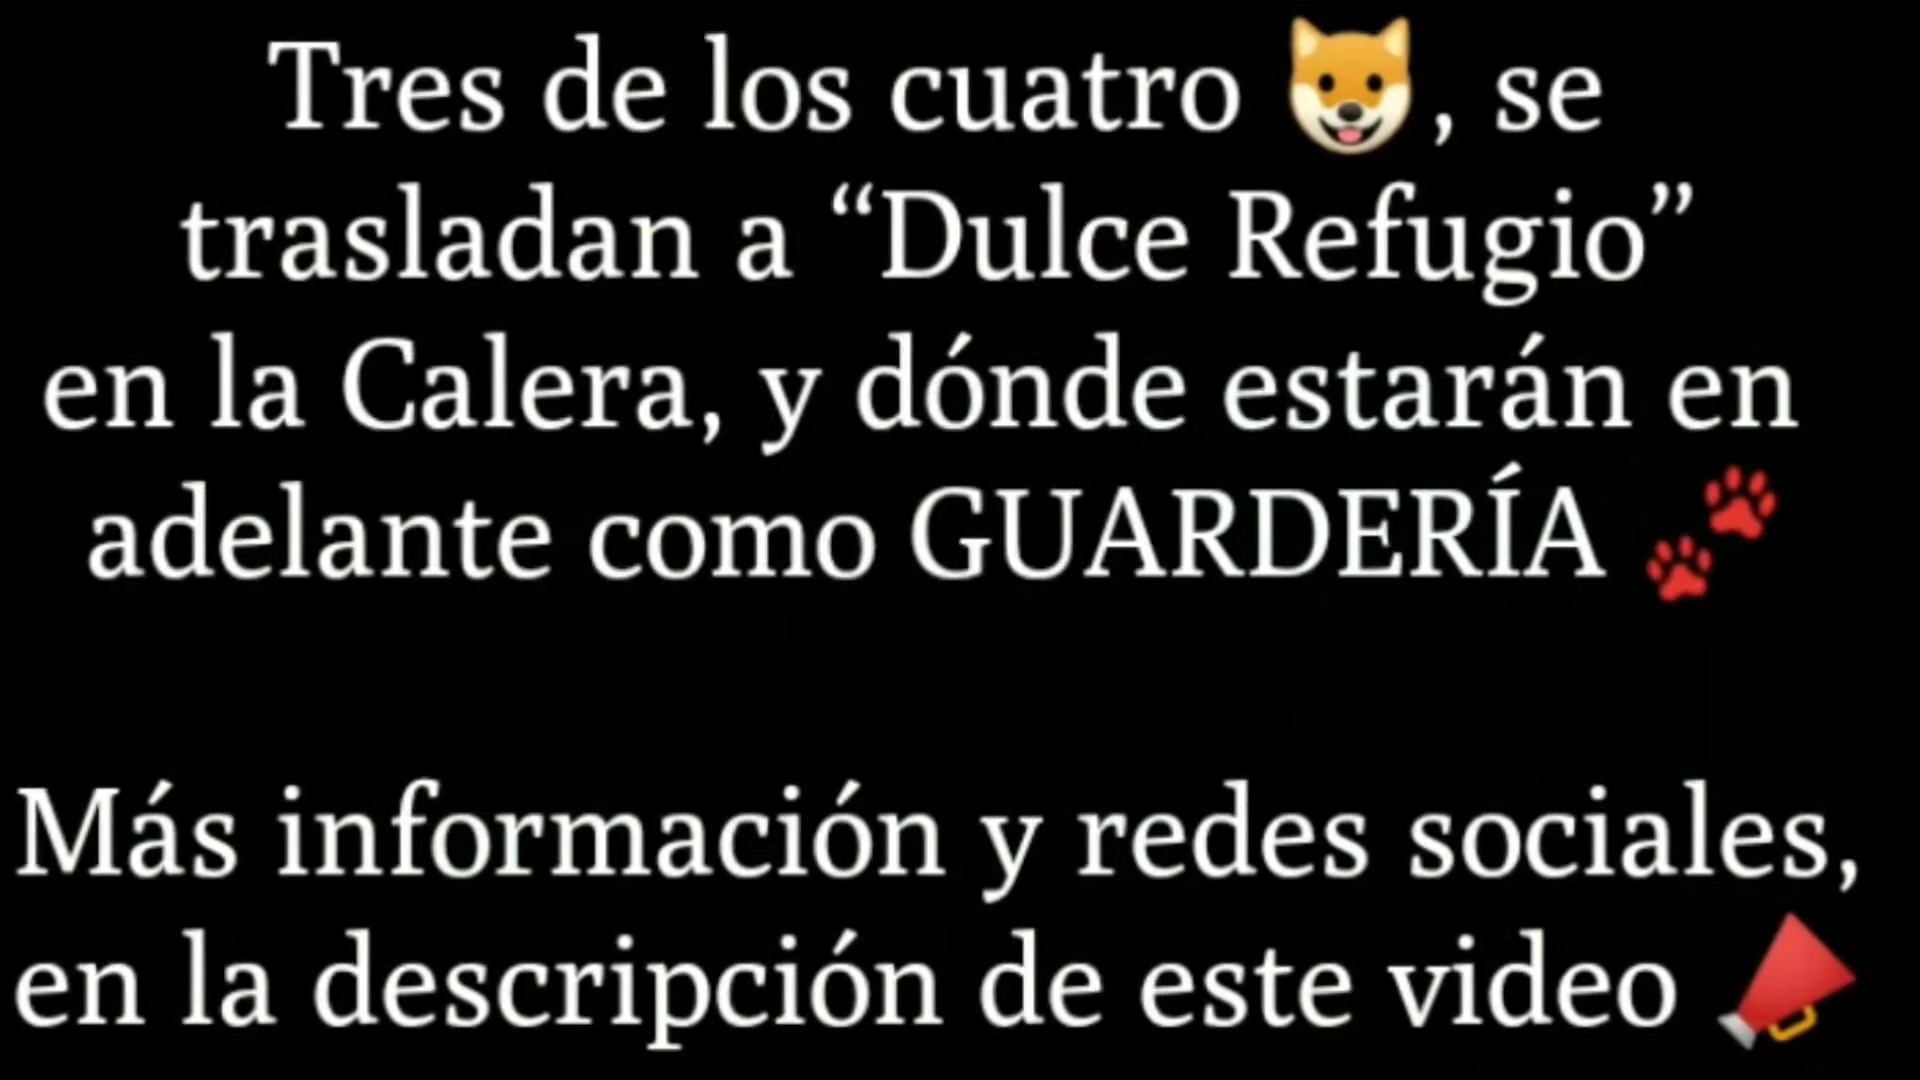 Tres de los cuatro 🐶, se
trasladan a “Dulce Refugio”
en la Calera, y dónde estarán en
adelante como GUARDERÍA 🐾
Más información y redes sociales,
en la descripción de este video 📣